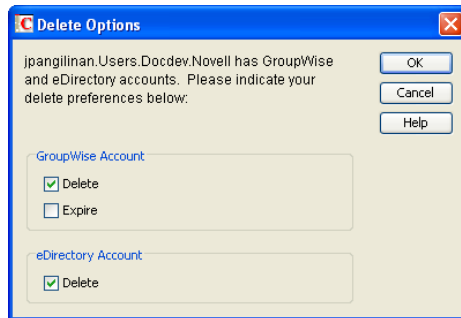 Delete Options
jpangilinan.Users.Docdev.Novell has GroupWise
and eDirectory accounts. Please indicate your
delete preferences below:
OK
Cancel
Help
GroupWise Account
Delete
Expire
eDirectory Account
Delete